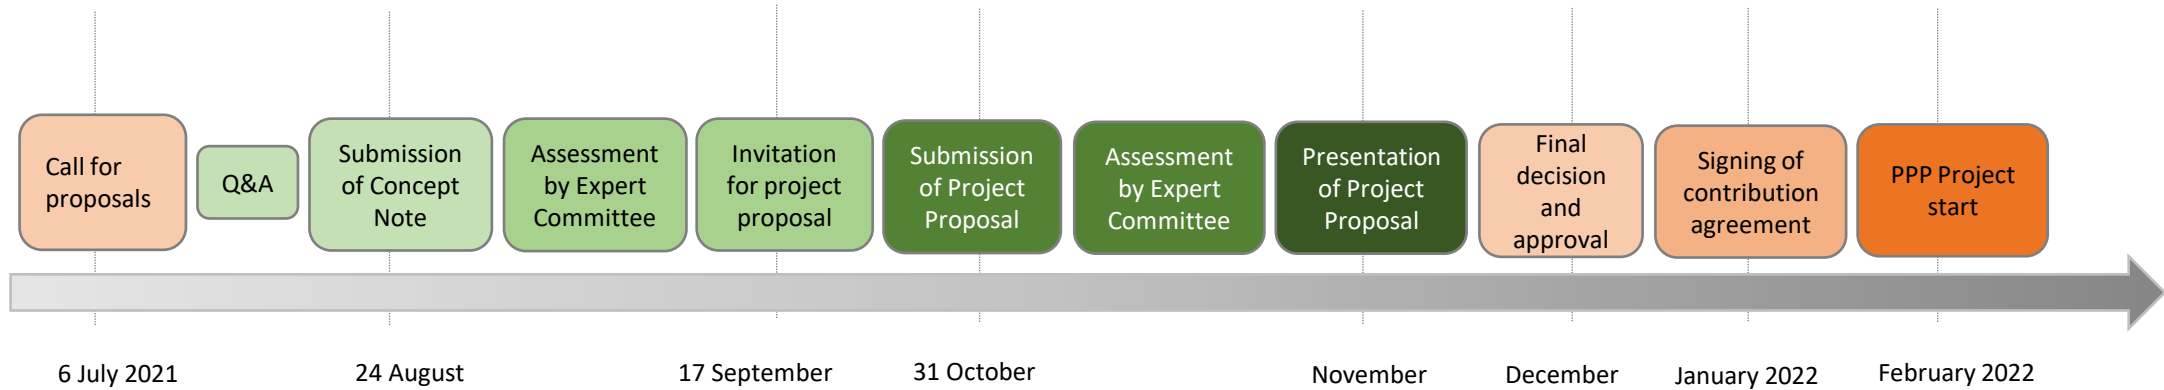 Call for
proposals
Q&A
Submission
of Concept
Note
Assessment
by Expert
Committee
Invitation
for project
proposal
Submission
of Project
Proposal
Assessment
by Expert
Committee
Presentation
of Project
Proposal
Final
decision
and
approval
Signing of
contribution
agreement
PPP Project
start
6 July 2021
24 August
17 September
31 October
November
December
January 2022
February 2022